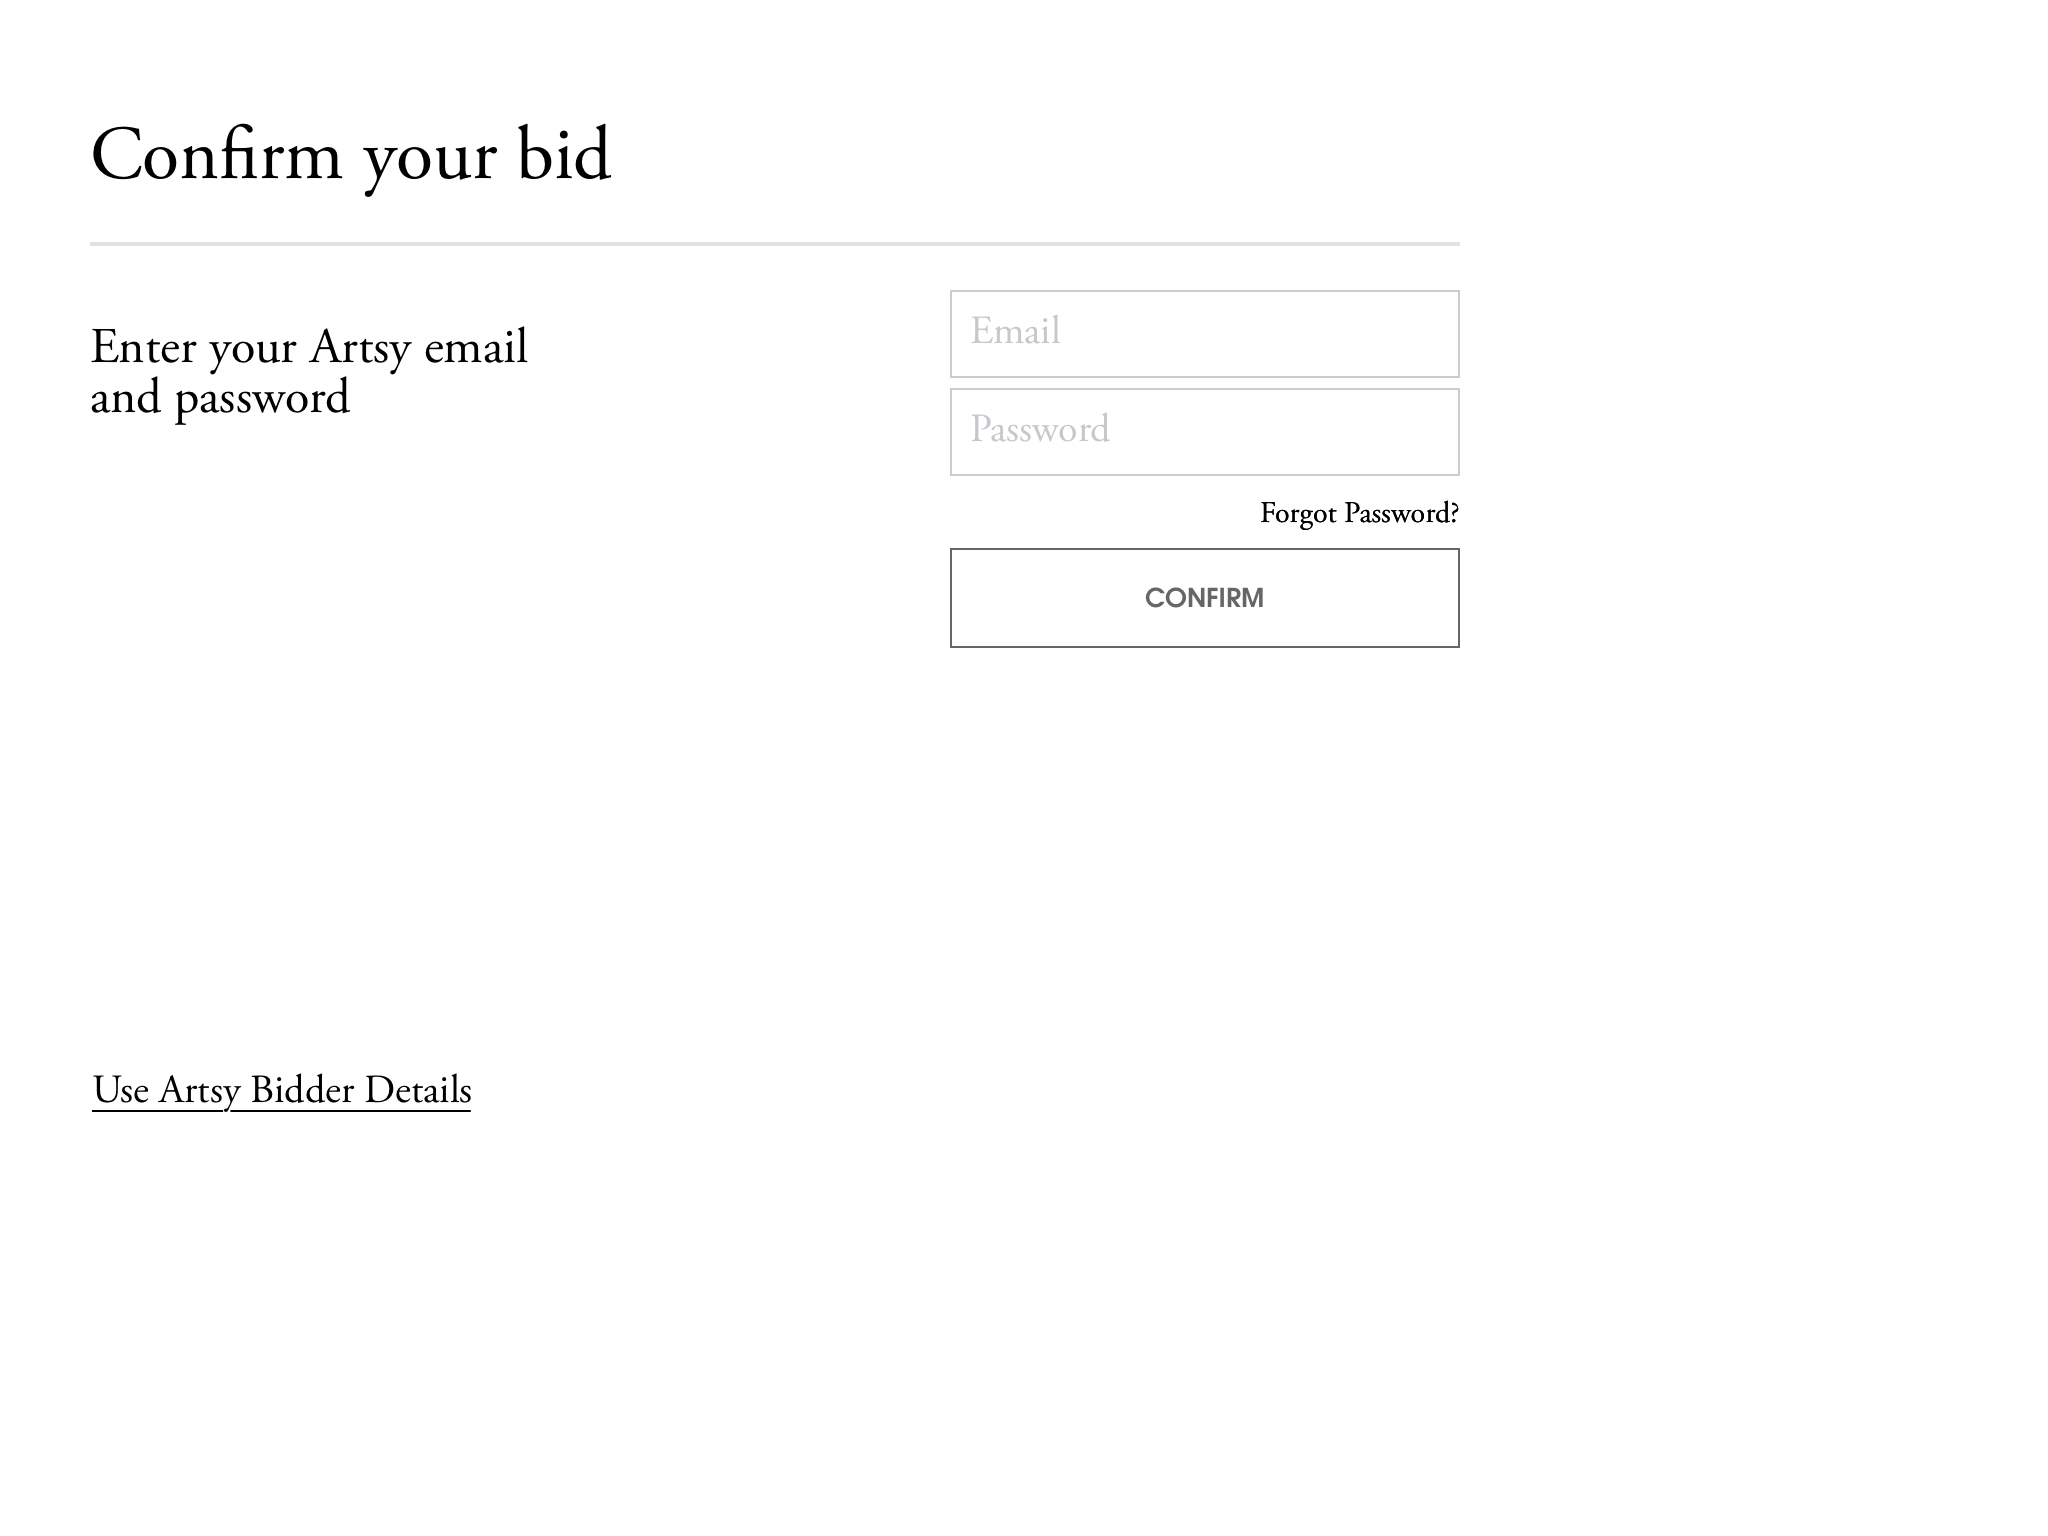 Confirm your bid
Enter your Artsy email
and password
Email
Password
Forgot Password?
CONFIRM
Use Artsy Bidder Details